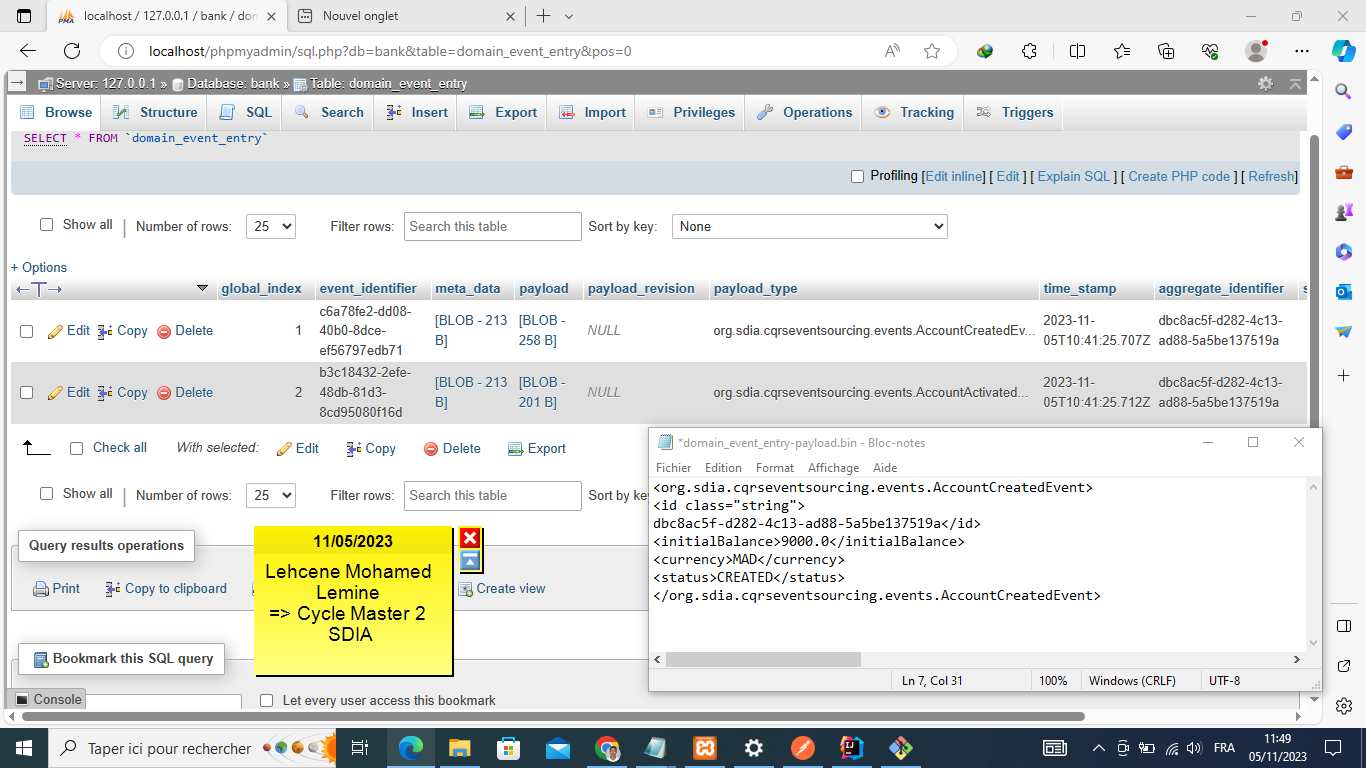 localhost / 127.0.0.1 / bank / dom
Nouvel onglet
localhost/phpmyadmin/sql.php?db=bank&table=domain_event_entry&pos=0
Server: 127.0.0.1 » Database: bank » Table: domain_event_entry
Browse Structure SQL Search Insert Export Import Privileges Operations Tracking Triggers
SELECT * FROM `domain_event_entry`
Profiling [Edit inline] [ Edit ] [ Explain SQL ] [ Create PHP code ] [ Refresh]
Show all Number of rows: 25 Filter rows: Search this table Sort by key: None
+ Options
global_index event_identifier meta_data payload payload_revision payload_type time_stamp aggregate_identifier s
Edit Copy Delete 1 c6a78fe2-dd08-40b0-8dce-ef56797edb71 [BLOB - 213 B] [BLOB - 258 B] NULL org.sdia.cqrseventsourcing.events.AccountCreatedEv... 2023-11-05T10:41:25.707Z dbc8ac5f-d282-4c13-ad88-5a5be137519a
Edit Copy Delete 2 b3c18432-2efe-48db-81d3-8cd95080f16d [BLOB - 213 B] [BLOB - 201 B] NULL org.sdia.cqrseventsourcing.events.AccountActivated... 2023-11-05T10:41:25.712Z dbc8ac5f-d282-4c13-ad88-5a5be137519a
Check all With selected: Edit Copy Delete Export
Show all Number of rows: 25 Filter rows: Search this table Sort by key
Query results operations
Print Copy to clipboard Create view
Bookmark this SQL query
Console
Let every user access this bookmark
11/05/2023
Lehcene Mohamed
Lemine
=> Cycle Master 2
SDIA
*domain_event_entry-payload.bin - Bloc-notes
Fichier Edition Format Affichage Aide
<org.sdia.cqrseventsourcing.events.AccountCreatedEvent>
<id class="string">
dbc8ac5f-d282-4c13-ad88-5a5be137519a</id>
<initialBalance>9000.0</initialBalance>
<currency>MAD</currency>
<status>CREATED</status>
</org.sdia.cqrseventsourcing.events.AccountCreatedEvent>
Ln 7, Col 31 100% Windows (CRLF) UTF-8
Taper ici pour rechercher
FRA
11:49
05/11/2023